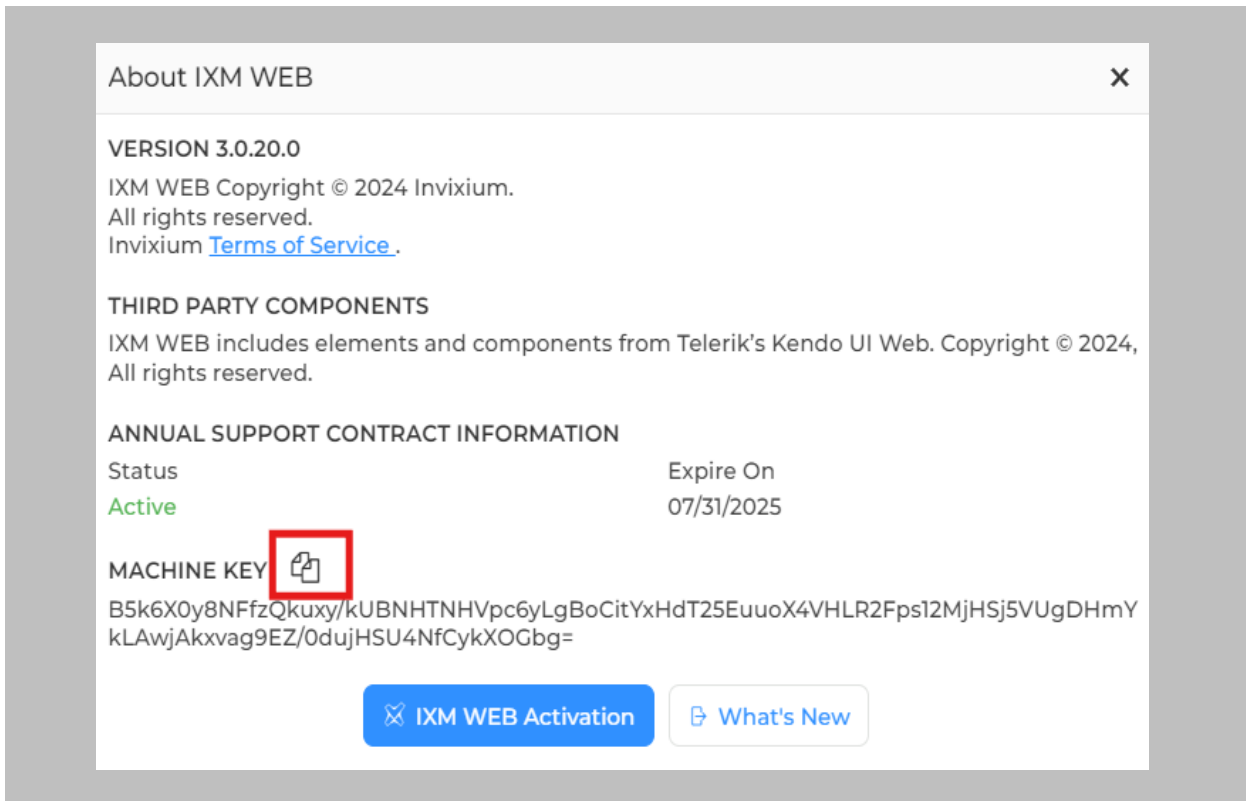 About IXM WEB
VERSION 3.0.20.0
IXM WEB Copyright © 2024 Invixium.
All rights reserved.
Invixium Terms of Service .
THIRD PARTY COMPONENTS
IXM WEB includes elements and components from Telerik’s Kendo UI Web. Copyright © 2024,
All rights reserved.
ANNUAL SUPPORT CONTRACT INFORMATION
Status Expire On
Active 07/31/2025
MACHINE KEY
B5k6X0y8NFfzQkuxy/kUBNHTNHVpc6yLgBoCitYxHdT25EuuoX4VHLR2Fps12MjHSj5VUgDHmY
kLAwjAkxvag9EZ/0dujHSU4NfCykXOGbg=
IXM WEB Activation What's New